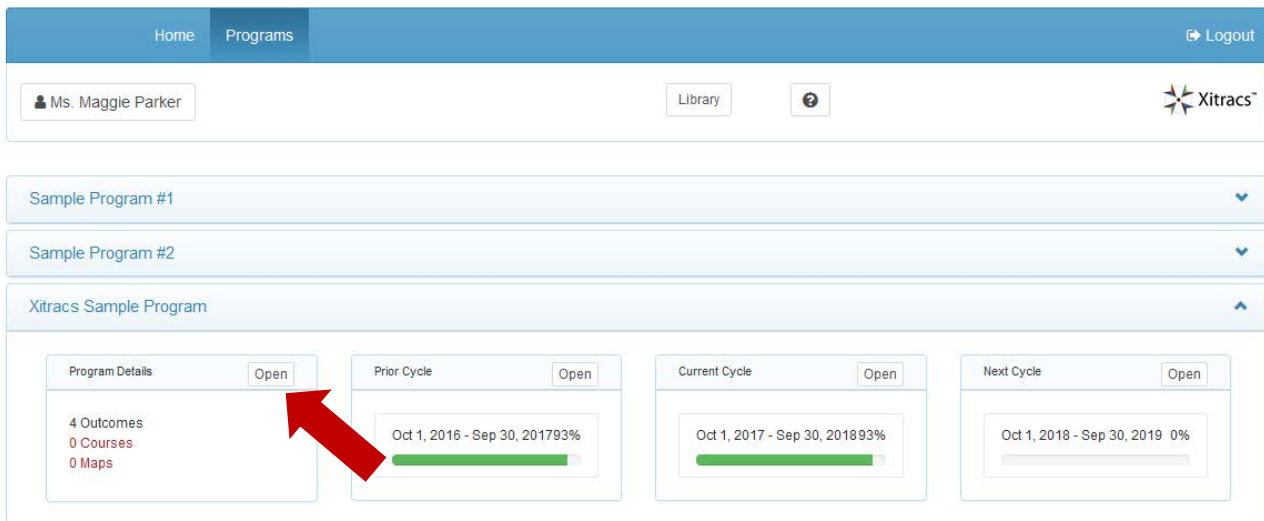 Home Programs Logout
Ms. Maggie Parker Library Xitracs™
Sample Program #1
Sample Program #2
Xitracs Sample Program
Program Details Open Prior Cycle Open Current Cycle Open Next Cycle Open
4 Outcomes
0 Courses Oct 1, 2016 - Sep 30, 201793% Oct 1, 2017 - Sep 30, 201893% Oct 1, 2018 - Sep 30, 2019 0%
0 Maps